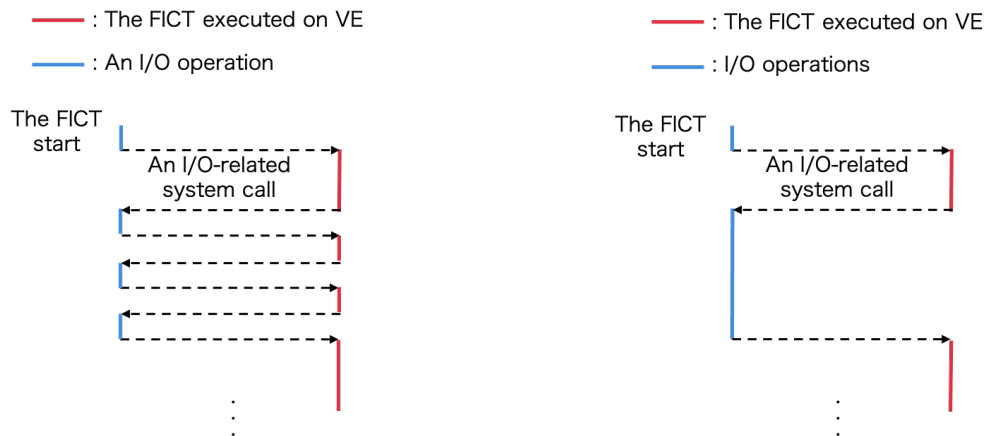 : The FICT executed on VE
: An I/O operation
The FICT
start
An I/O-related
system call
: The FICT executed on VE
: I/O operations
The FICT
start
An I/O-related
system call